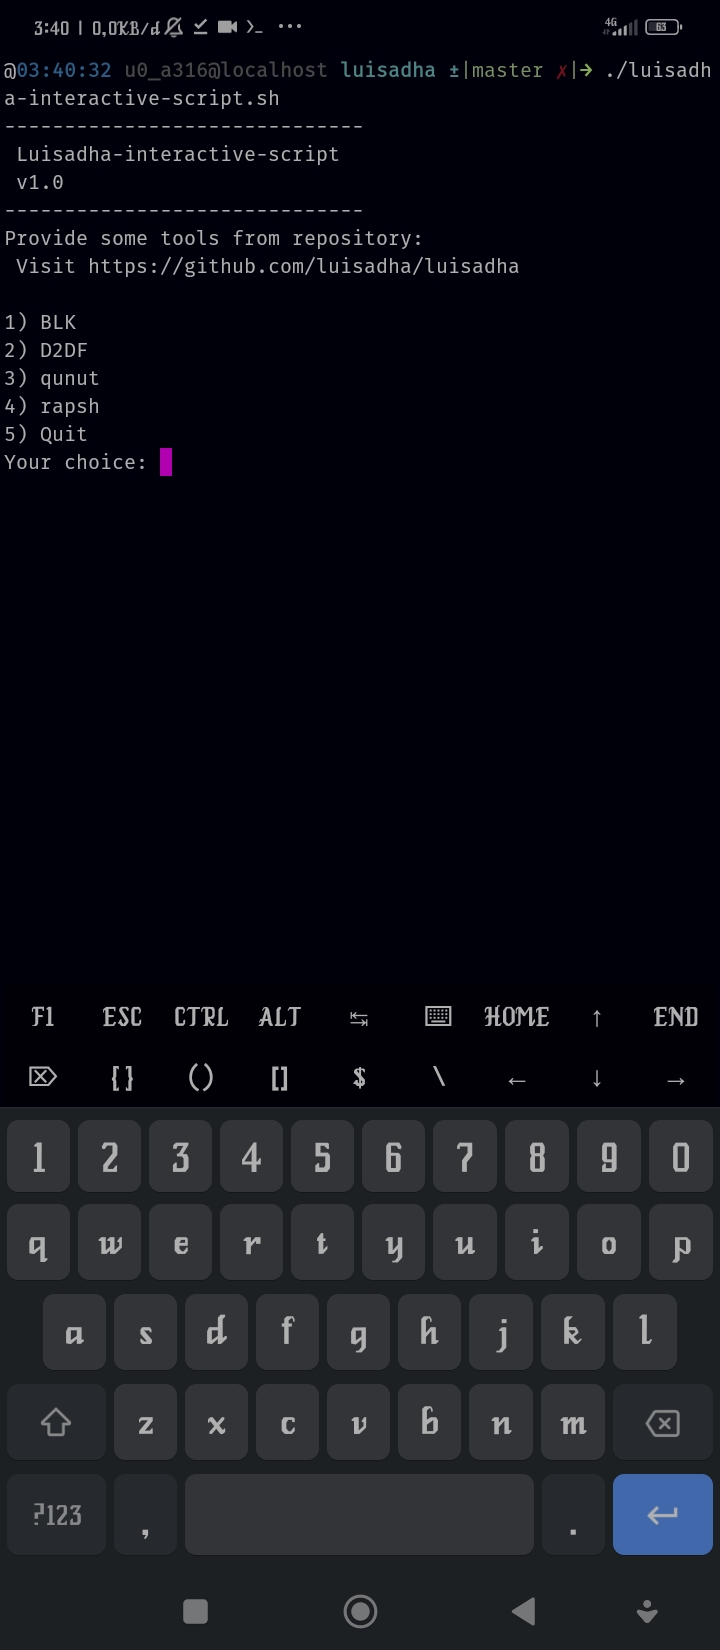 3:40 | 0,0KB/d
4G 63
@03:40:32 u0_a316@localhost luisadha ±|master ✗|→ ./luisadh
a-interactive-script.sh
------------------------------
Luisadha-interactive-script
v1.0
------------------------------
Provide some tools from repository:
Visit https://github.com/luisadha/luisadha
1) BLK
2) D2DF
3) qunut
4) rapsh
5) Quit
Your choice:
F1 ESC CTRL ALT ↹ HOME ↑ END
{} () [] $ \ ← ↓ →
1 2 3 4 5 6 7 8 9 0
q w e r t y u i o p
a s d f g h j k l
z x c v b n m
?123 , .